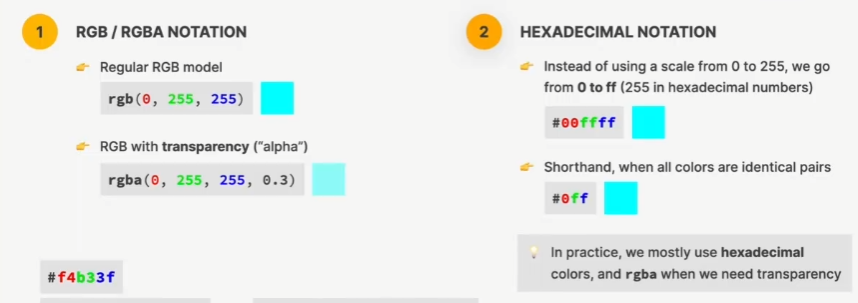 1 RGB / RGBA NOTATION
Regular RGB model
rgb(0, 255, 255)
RGB with transparency ("alpha")
rgba(0, 255, 255, 0.3)
#f4b33f
2 HEXADECIMAL NOTATION
Instead of using a scale from 0 to 255, we go
from 0 to ff (255 in hexadecimal numbers)
#00ffff
Shorthand, when all colors are identical pairs
#0ff
In practice, we mostly use hexadecimal
colors, and rgba when we need transparency